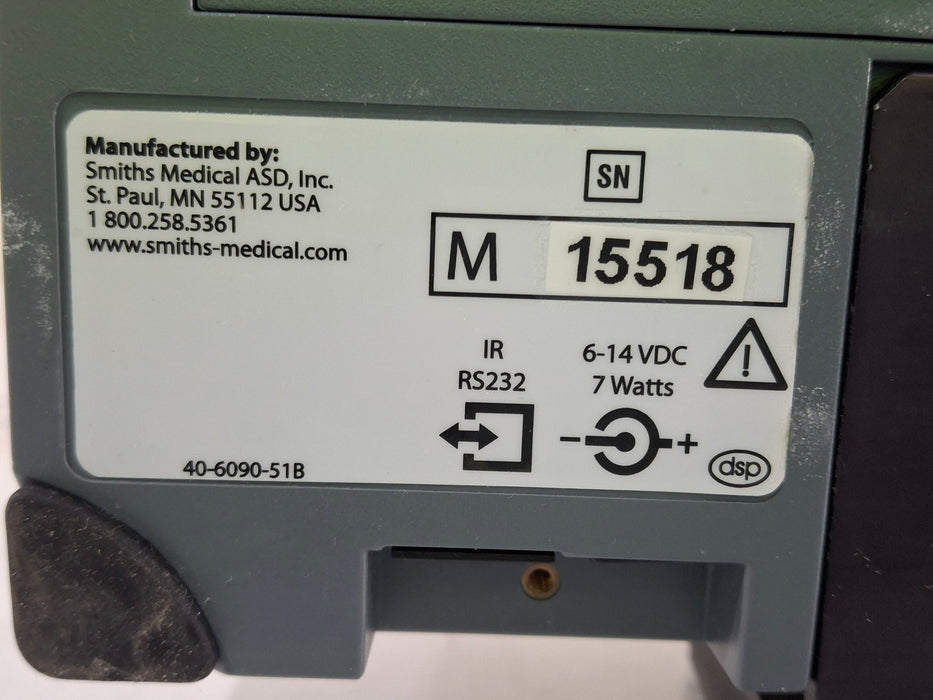 Manufactured by:
Smiths Medical ASD, Inc.
St. Paul, MN 55112 USA
1 800.258.5361
www.smiths-medical.com
SN
M 15518
IR
RS232
6-14 VDC
7 Watts
!
- +
dsp
40-6090-51B